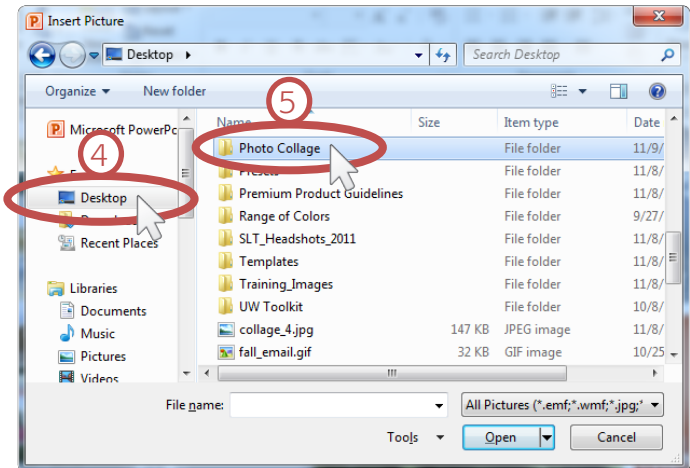 Insert Picture
Desktop
Search Desktop
Organize New folder
5
Name Size Item type Date
Microsoft PowerPc
4
Photo Collage File folder 11/9/
Presets File folder 11/8/
Desktop
Premium Product Guidelines File folder 11/8/
Range of Colors File folder 9/27/
Recent Places
SLT_Headshots_2011 File folder 11/8/
Templates File folder 11/8/
Libraries
Training_Images File folder 11/8/
Documents
UW Toolkit File folder 10/8/
Music
collage_4.jpg 147 KB JPEG image 11/8/
Pictures
fall_email.gif 32 KB GIF image 10/25
Videos
File name:
All Pictures (*.emf;*.wmf;*.jpg;*
Tools Open Cancel